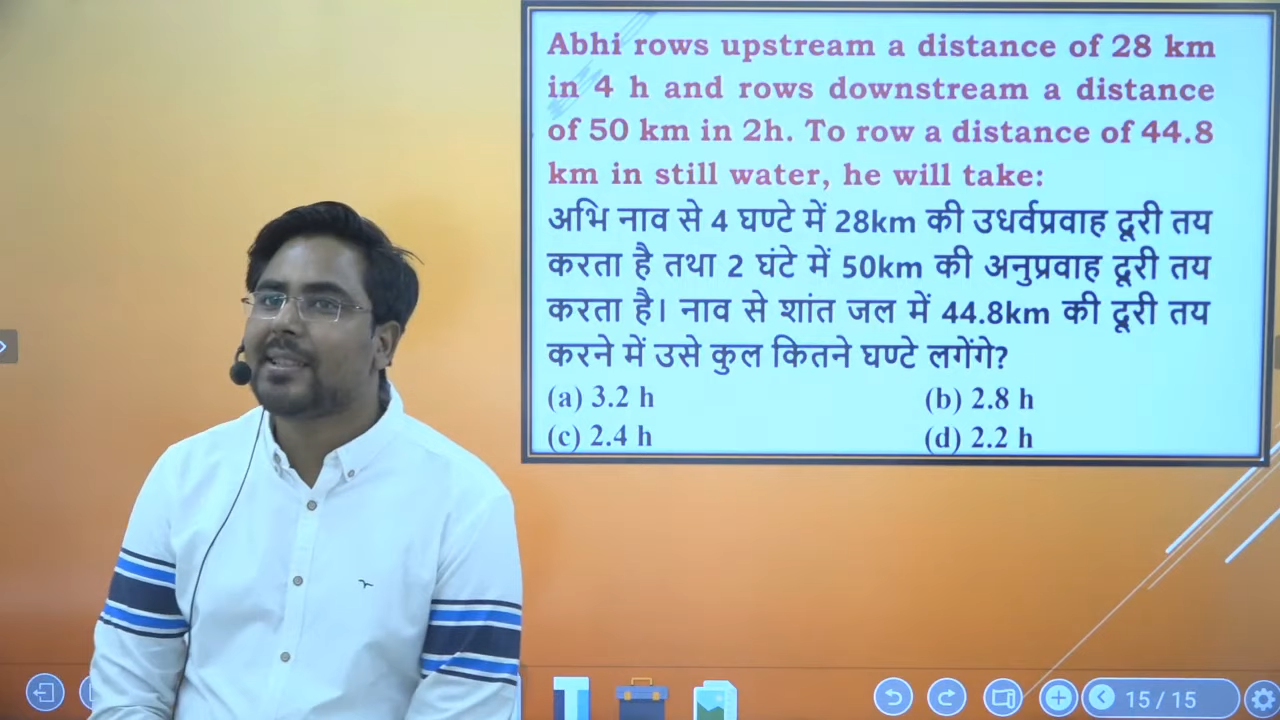 Abhi rows upstream a distance of 28 km
in 4 h and rows downstream a distance
of 50 km in 2h. To row a distance of 44.8
km in still water, he will take:
अभि नाव से 4 घण्टे में 28km की उधर्वप्रवाह दूरी तय
करता है तथा 2 घंटे में 50km की अनुप्रवाह दूरी तय
करता है। नाव से शांत जल में 44.8km की दूरी तय
करने में उसे कुल कितने घण्टे लगेंगे?
(a) 3.2 h (b) 2.8 h
(c) 2.4 h (d) 2.2 h
15 / 15